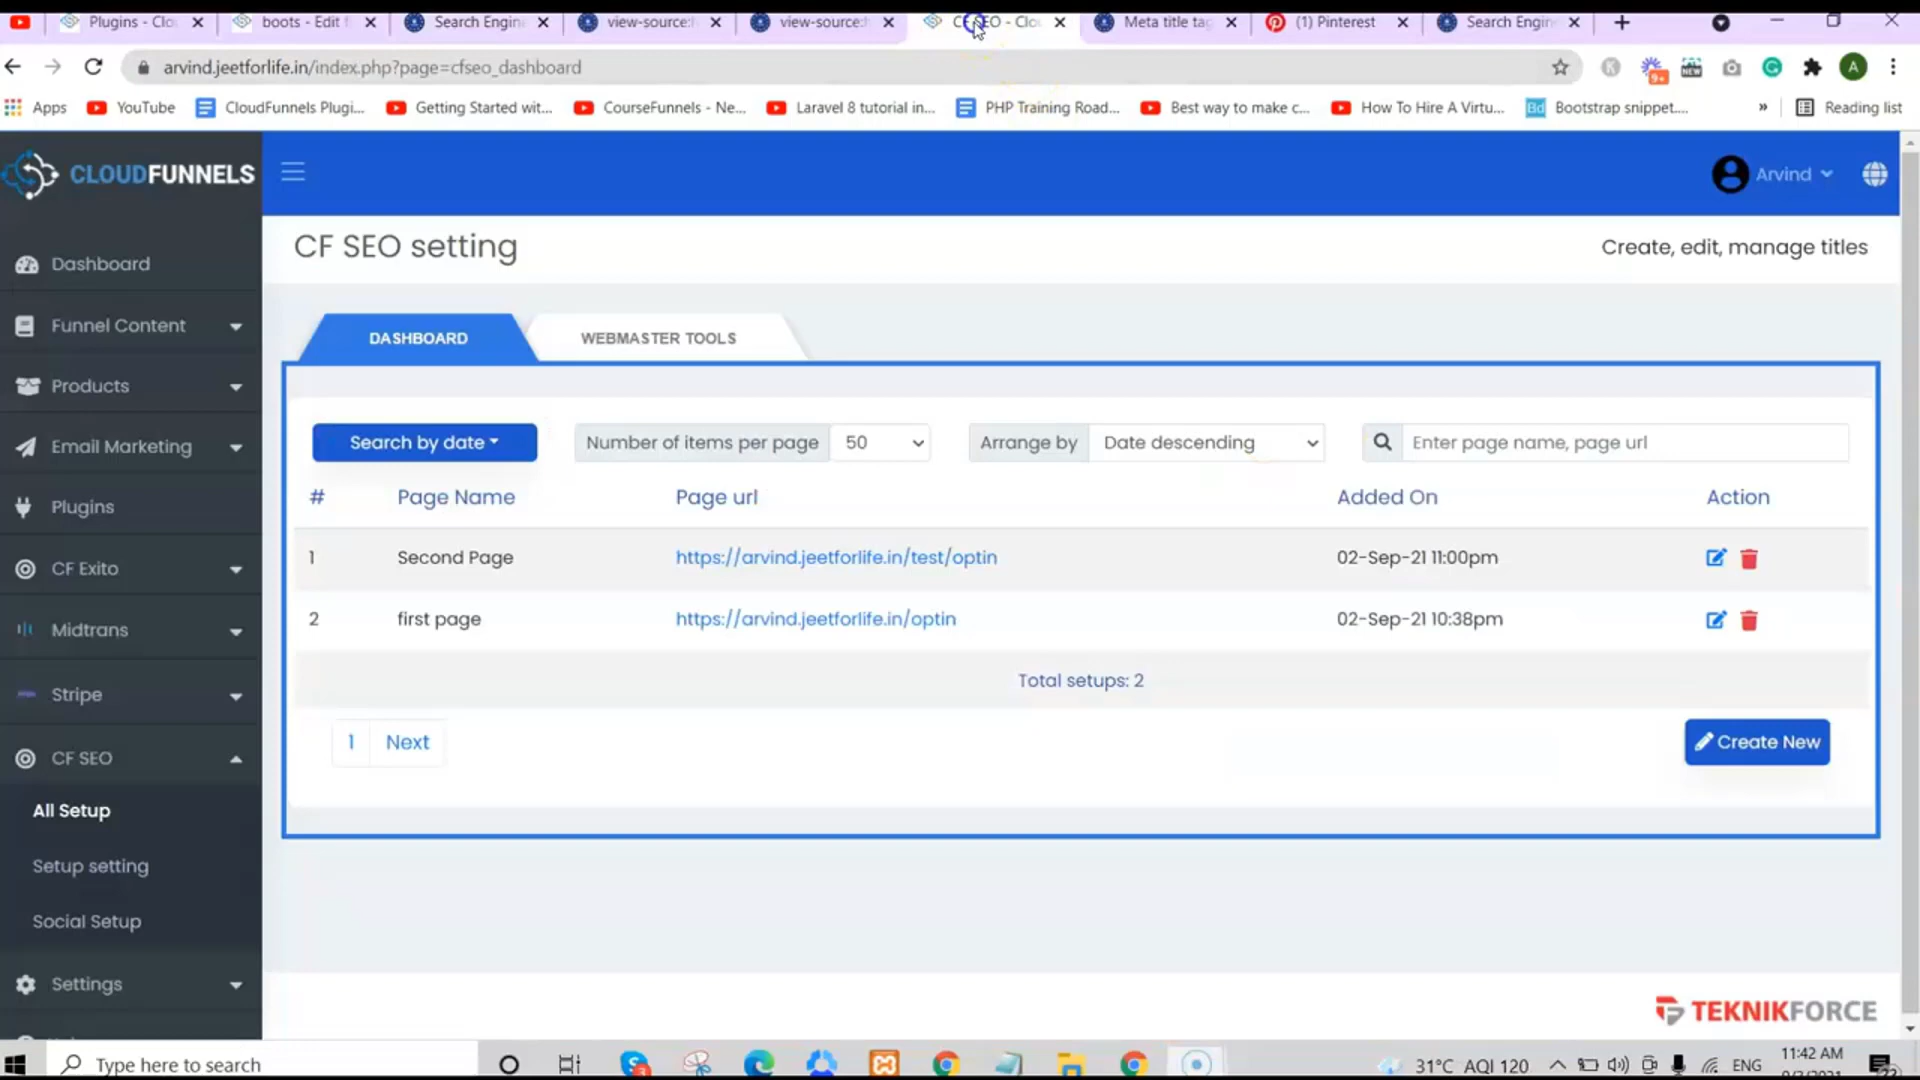 Plugins - Clou
boots - Edit f
Search Engin
view-source:h
view-source:h
CF SEO - Clou
Meta title tag
(1) Pinterest
Search Engin
arvind.jeetforlife.in/index.php?page=cfseo_dashboard
9+
NEW
A
Apps
YouTube
CloudFunnels Plugi...
Getting Started wit...
CourseFunnels - Ne...
Laravel 8 tutorial in...
PHP Training Road...
Best way to make c...
How To Hire A Virtu...
Bd Bootstrap snippet....
»
Reading list
CLOUDFUNNELS
Arvind
CF SEO setting
Create, edit, manage titles
Dashboard
Funnel Content
Products
Email Marketing
Plugins
CF Exito
Midtrans
Stripe
CF SEO
All Setup
Setup setting
Social Setup
Settings
DASHBOARD
WEBMASTER TOOLS
Search by date
Number of items per page 50
Arrange by Date descending
Enter page name, page url
# Page Name Page url Added On Action
1 Second Page https://arvind.jeetforlife.in/test/optin 02-Sep-21 11:00pm
2 first page https://arvind.jeetforlife.in/optin 02-Sep-21 10:38pm
Total setups: 2
1 Next
Create New
TEKNIKFORCE
Type here to search
31°C AQI 120
ENG
11:42 AM